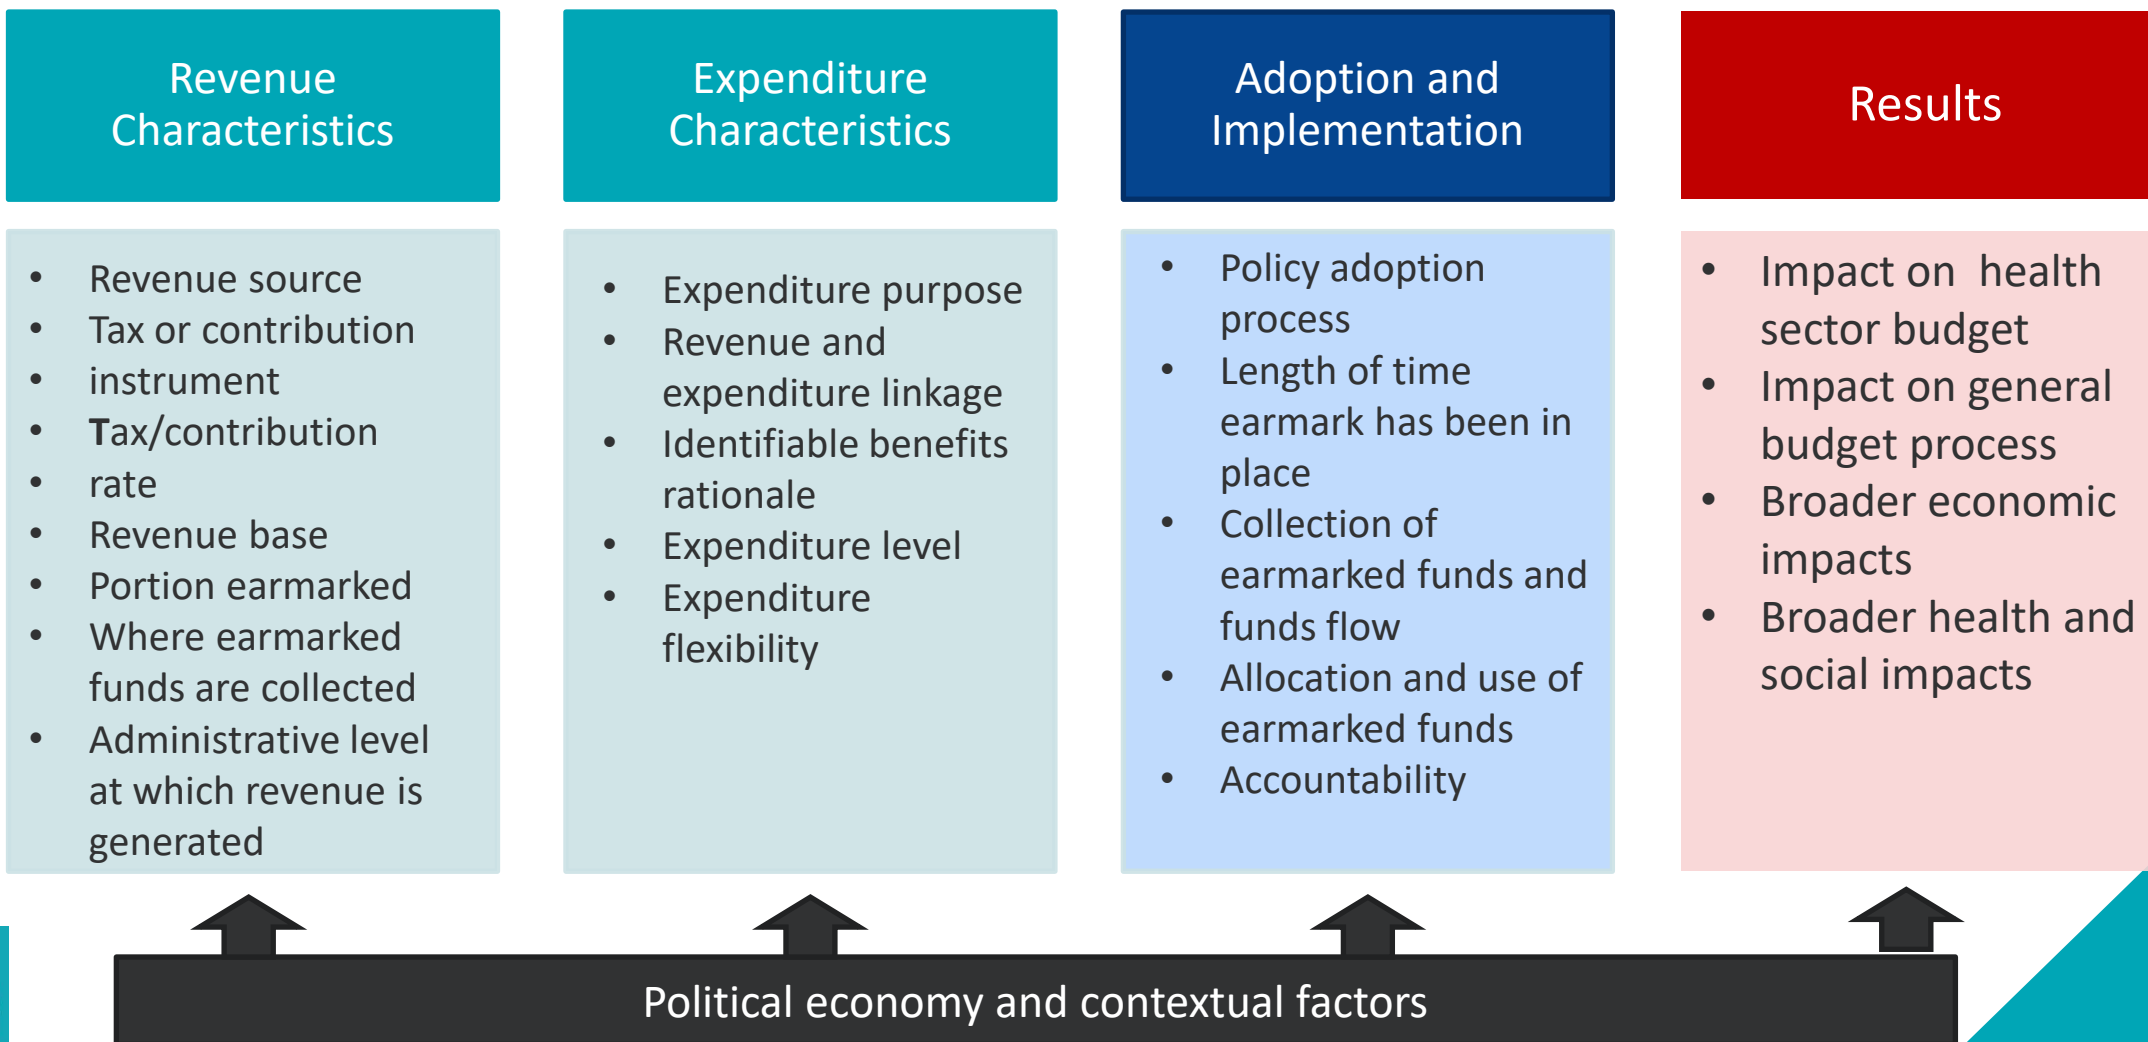 Revenue
Characteristics
• Revenue source
• Tax or contribution
• instrument
• Tax/contribution
• rate
• Revenue base
• Portion earmarked
• Where earmarked
funds are collected
• Administrative level
at which revenue is
generated
Expenditure
Characteristics
• Expenditure purpose
• Revenue and
expenditure linkage
• Identifiable benefits
rationale
• Expenditure level
• Expenditure
flexibility
Adoption and
Implementation
• Policy adoption
process
• Length of time
earmark has been in
place
• Collection of
earmarked funds and
funds flow
• Allocation and use of
earmarked funds
• Accountability
Results
• Impact on health
sector budget
• Impact on general
budget process
• Broader economic
impacts
• Broader health and
social impacts
Political economy and contextual factors